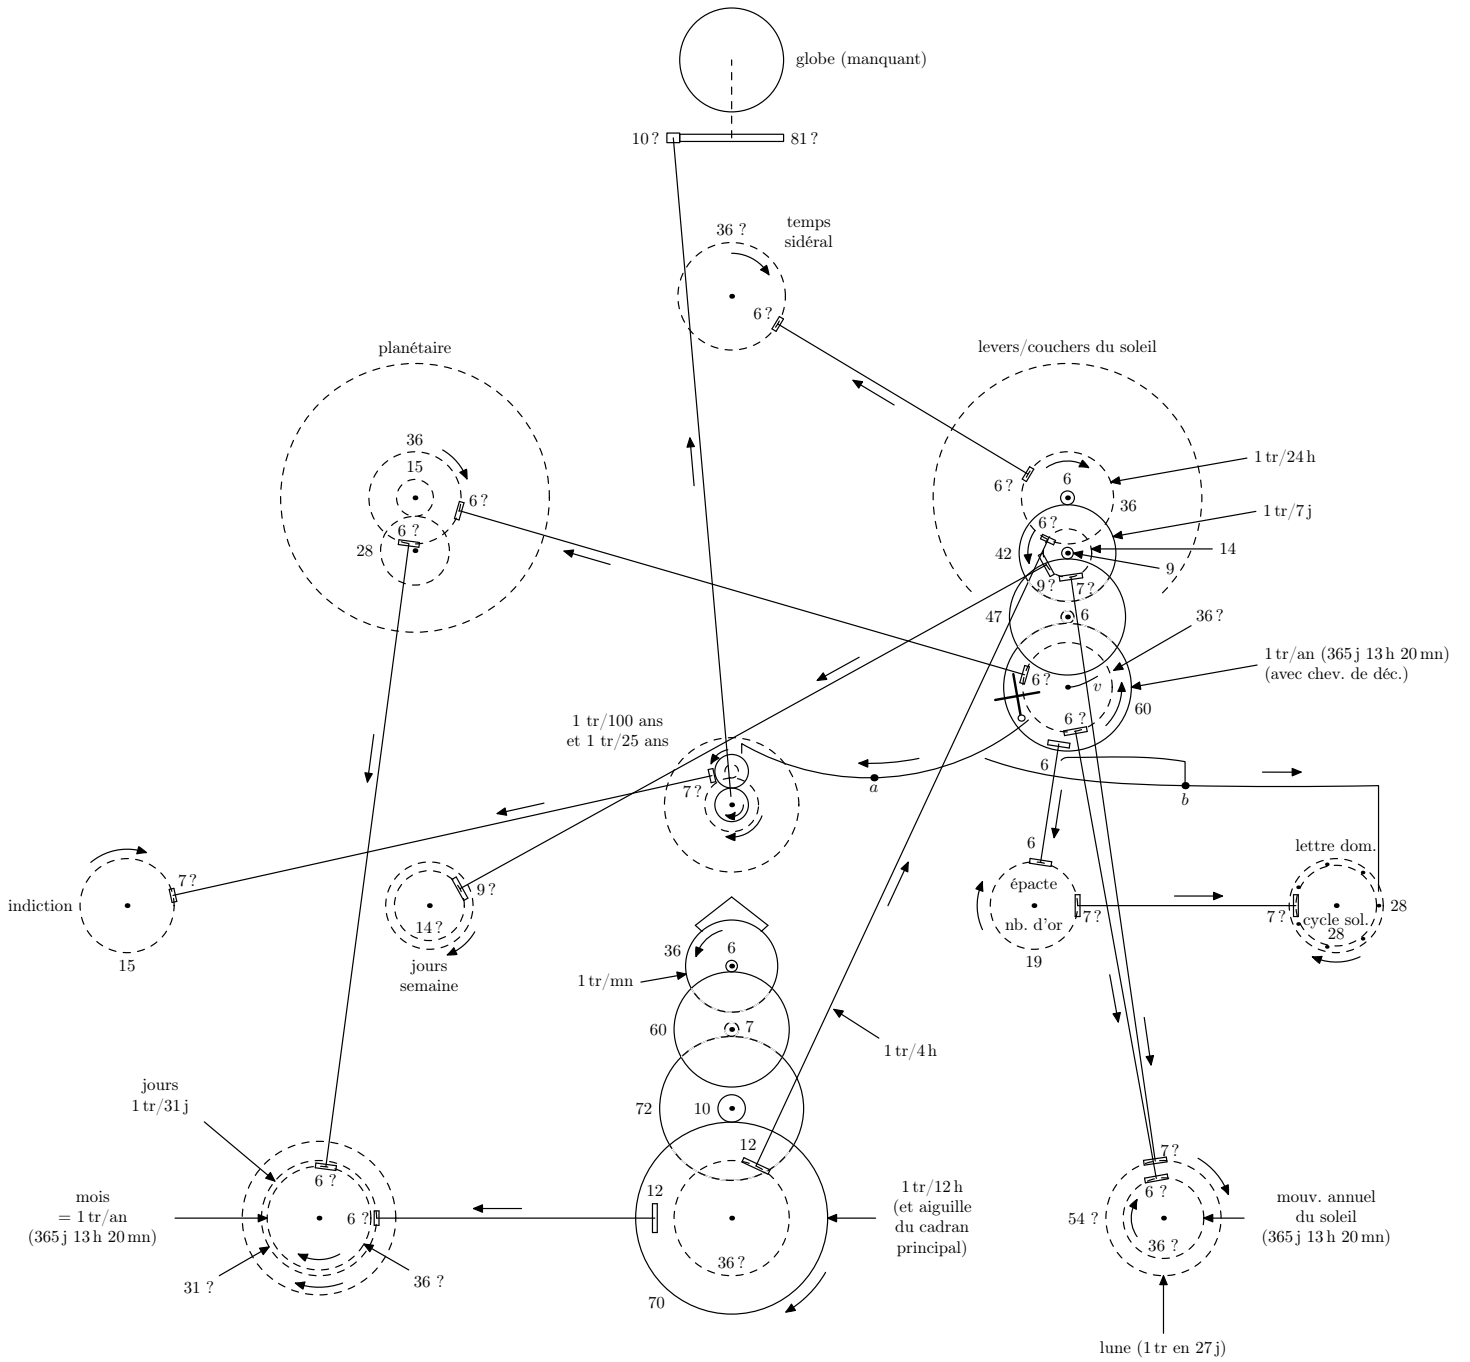 globe (manquant)
10 ?
81 ?
temps
sidéral
36 ?
6 ?
planétaire
levers/couchers du soleil
36
15
6 ?
6 ?
28
6 ?
6
1 tr/24 h
36
1 tr/7 j
6 ?
42
14
9
9 ?
7 ?
47
6
36 ?
6 ?
v
1 tr/an (365 j 13 h 20 mn)
(avec chev. de déc.)
60
6 ?
6
1 tr/100 ans
et 1 tr/25 ans
7 ?
a
b
6
lettre dom.
7 ?
indiction
15
9 ?
14 ?
jours
semaine
épacte
nb. d'or
7 ?
19
7 ?
cycle sol.
28
28
36
6
1 tr/mn
60
7
1 tr/4 h
72
10
12
jours
1 tr/31 j
6 ?
mois
= 1 tr/an
(365 j 13 h 20 mn)
6 ?
31 ?
36 ?
12
36 ?
70
1 tr/12 h
(et aiguille
du cadran
principal)
7 ?
6 ?
54 ?
36 ?
mouv. annuel
du soleil
(365 j 13 h 20 mn)
lune (1 tr en 27 j)